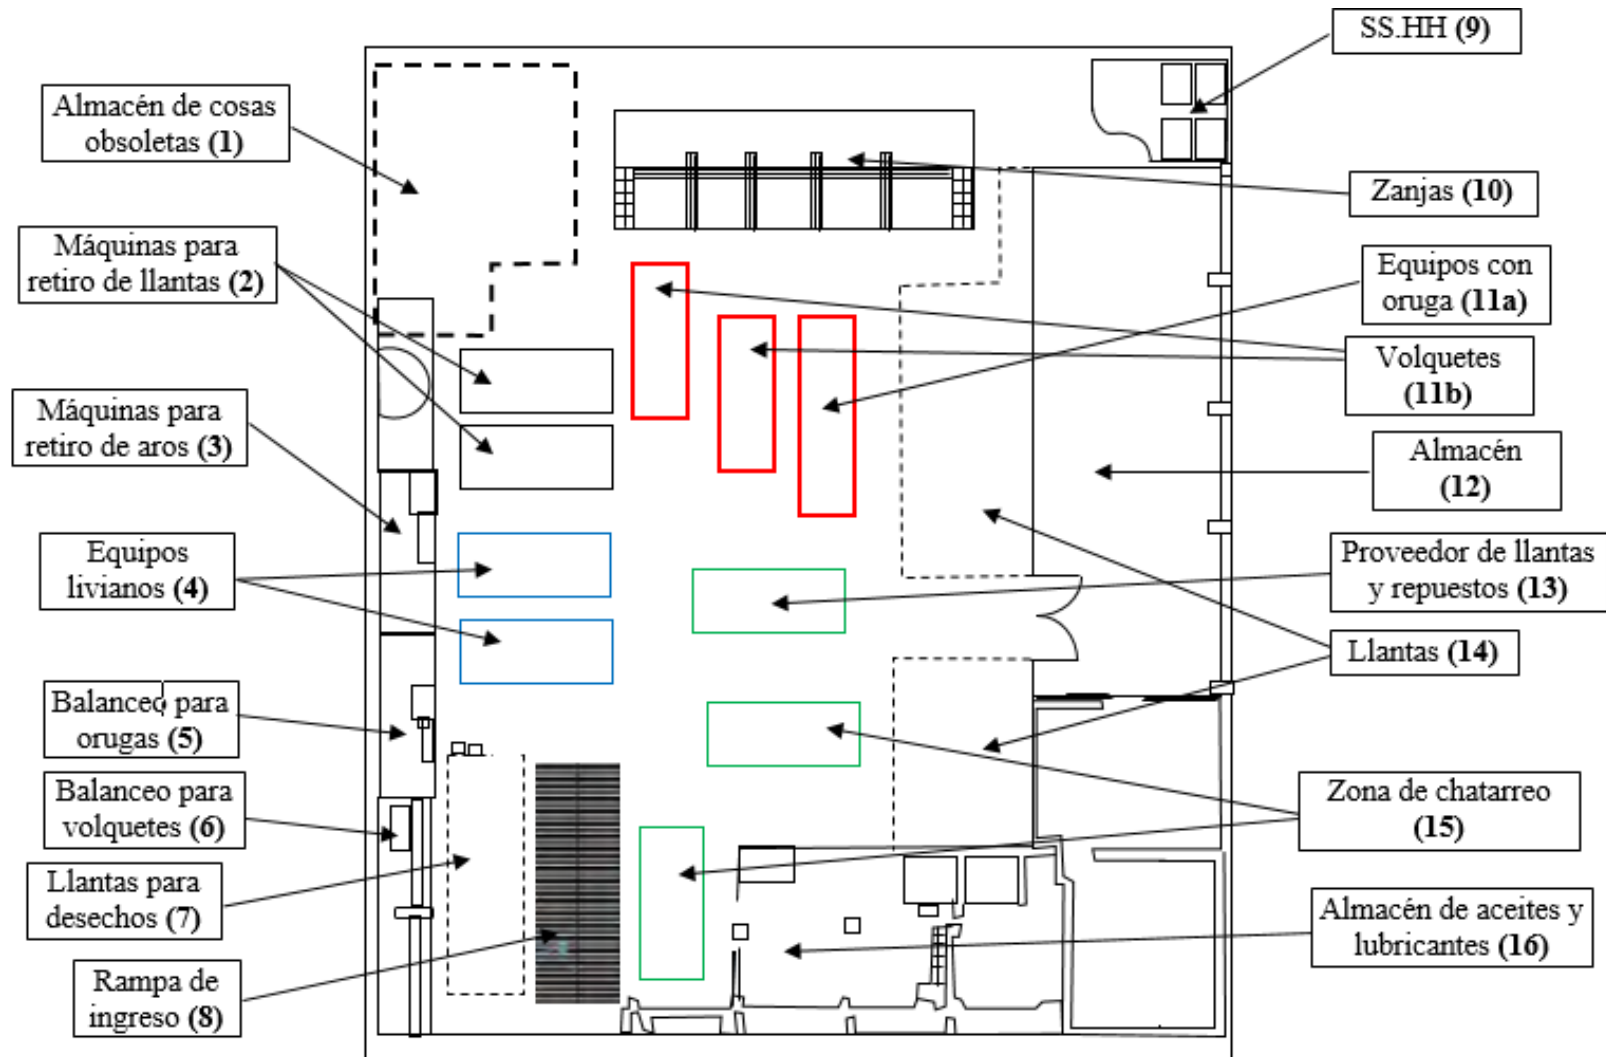 Almacén de cosas
obsoletas (1)
Máquinas para
retiro de llantas (2)
Máquinas para
retiro de aros (3)
Equipos
livianos (4)
Balanceo para
orugas (5)
Balanceo para
volquetes (6)
Llantas para
desechos (7)
Rampa de
ingreso (8)
SS.HH (9)
Zanjas (10)
Equipos con
oruga (11a)
Volquetes
(11b)
Almacén
(12)
Proveedor de llantas
y repuestos (13)
Llantas (14)
Zona de chatarreo
(15)
Almacén de aceites y
lubricantes (16)